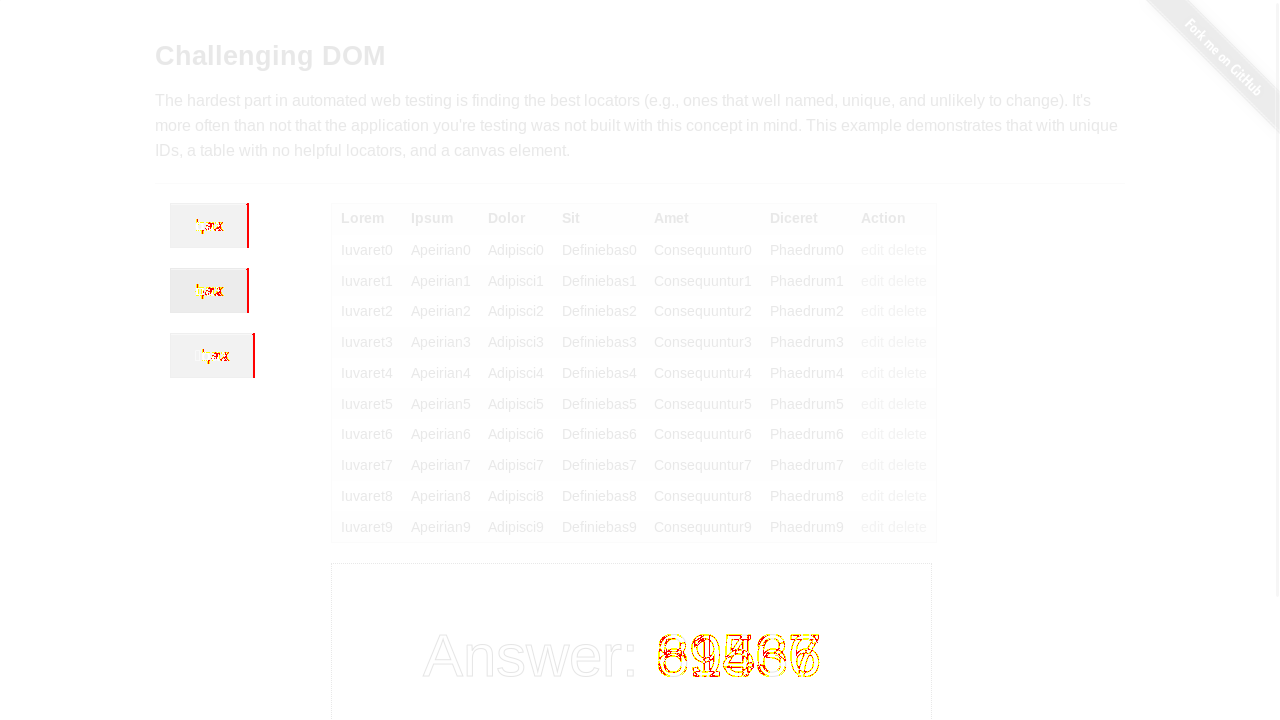 Fork me on GitHub
Challenging DOM
The hardest part in automated web testing is finding the best locators (e.g., ones that well named, unique, and unlikely to change). It's
more often than not that the application you're testing was not built with this concept in mind. This example demonstrates that with unique
IDs, a table with no helpful locators, and a canvas element.
Lorem Ipsum Dolor Sit Amet Diceret Action
Iuvaret0 Apeirian0 Adipisci0 Definiebas0 Consequuntur0 Phaedrum0 edit delete
Iuvaret1 Apeirian1 Adipisci1 Definiebas1 Consequuntur1 Phaedrum1 edit delete
Iuvaret2 Apeirian2 Adipisci2 Definiebas2 Consequuntur2 Phaedrum2 edit delete
Iuvaret3 Apeirian3 Adipisci3 Definiebas3 Consequuntur3 Phaedrum3 edit delete
Iuvaret4 Apeirian4 Adipisci4 Definiebas4 Consequuntur4 Phaedrum4 edit delete
Iuvaret5 Apeirian5 Adipisci5 Definiebas5 Consequuntur5 Phaedrum5 edit delete
Iuvaret6 Apeirian6 Adipisci6 Definiebas6 Consequuntur6 Phaedrum6 edit delete
Iuvaret7 Apeirian7 Adipisci7 Definiebas7 Consequuntur7 Phaedrum7 edit delete
Iuvaret8 Apeirian8 Adipisci8 Definiebas8 Consequuntur8 Phaedrum8 edit delete
Iuvaret9 Apeirian9 Adipisci9 Definiebas9 Consequuntur9 Phaedrum9 edit delete
Answer: